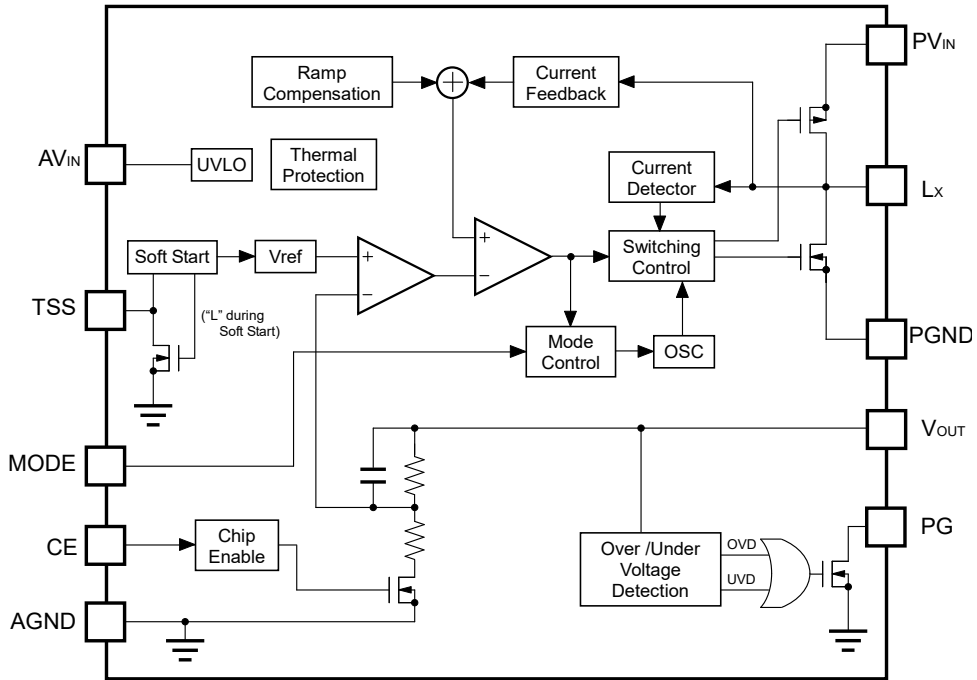 PVIN
Ramp
Compensation
Current
Feedback
AVIN
UVLO
Thermal
Protection
Current
Detector
LX
Soft Start
Vref
+
−
+
−
Switching
Control
TSS
("L" during
Soft Start)
Mode
Control
OSC
PGND
MODE
VOUT
CE
Chip
Enable
Over /Under
Voltage
Detection
OVD
UVD
PG
AGND